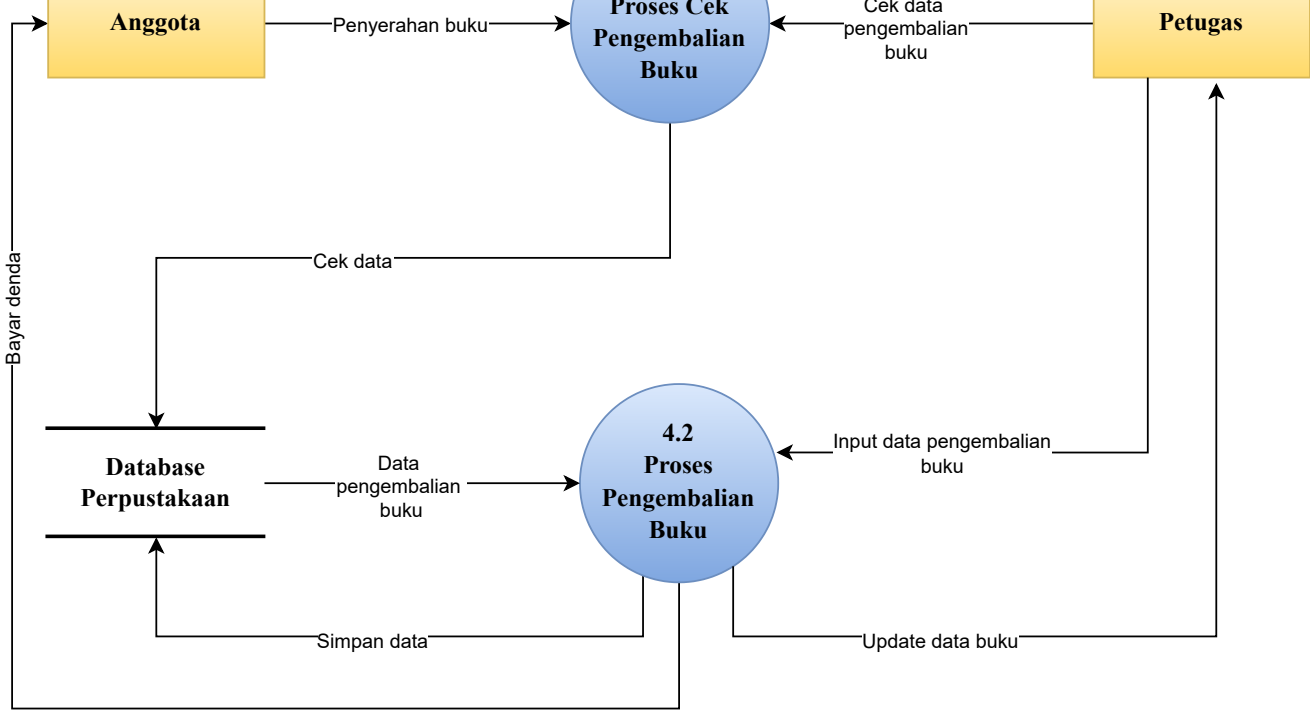 Anggota
Penyerahan buku
Proses Cek
Pengembalian
Buku
Cek data
pengembalian
buku
Petugas
Cek data
Bayar denda
Database
Perpustakaan
Data
pengembalian
buku
4.2
Proses
Pengembalian
Buku
Input data pengembalian
buku
Simpan data
Update data buku